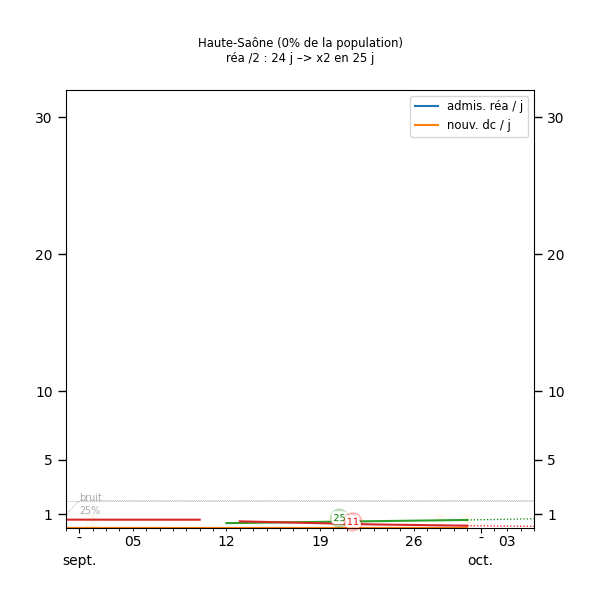 Haute-Saône (0% de la population)
réa /2 : 24 j –> x2 en 25 j
admis. réa / j
nouv. dc / j
30 30
20 20
10 10
5 5
1 1
bruit
25%
25
11
- 05 12 19 26 - 03
sept. oct.